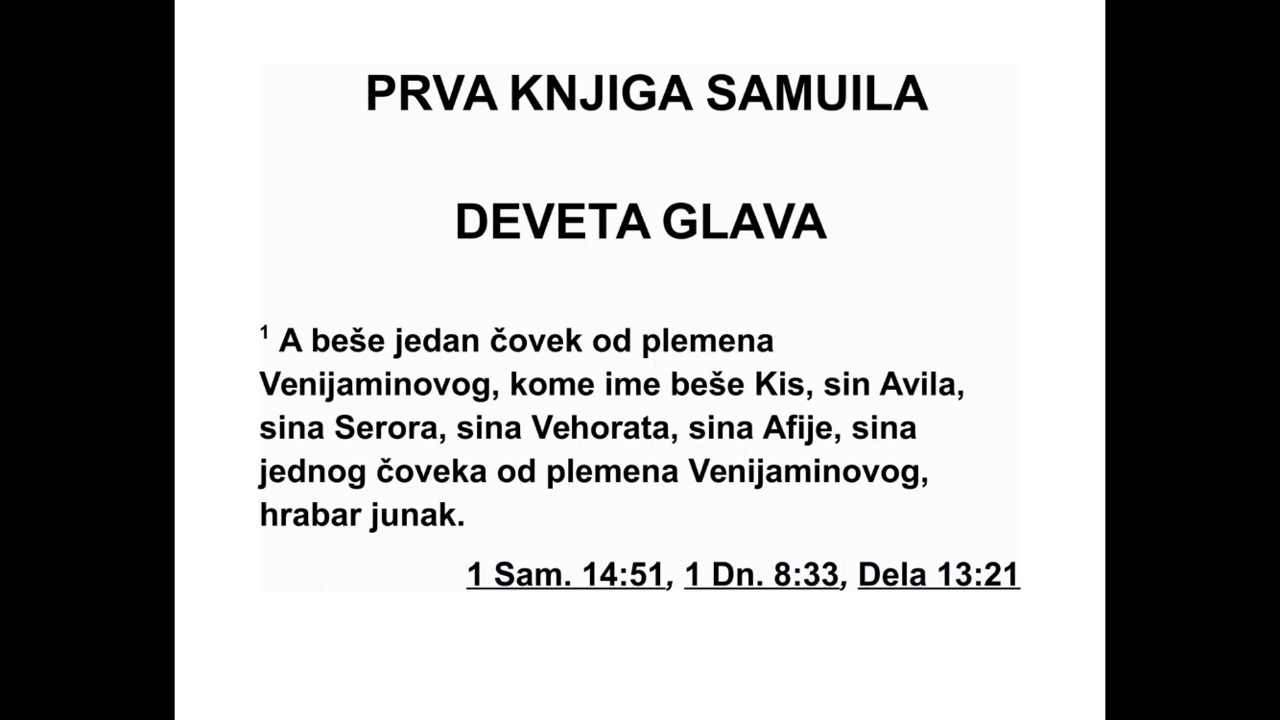 PRVA KNJIGA SAMUILA
DEVETA GLAVA
¹ A beše jedan čovek od plemena
Venijaminovog, kome ime beše Kis, sin Avila,
sina Serora, sina Vehorata, sina Afije, sina
jednog čoveka od plemena Venijaminovog,
hrabar junak.
1 Sam. 14:51, 1 Dn. 8:33, Dela 13:21